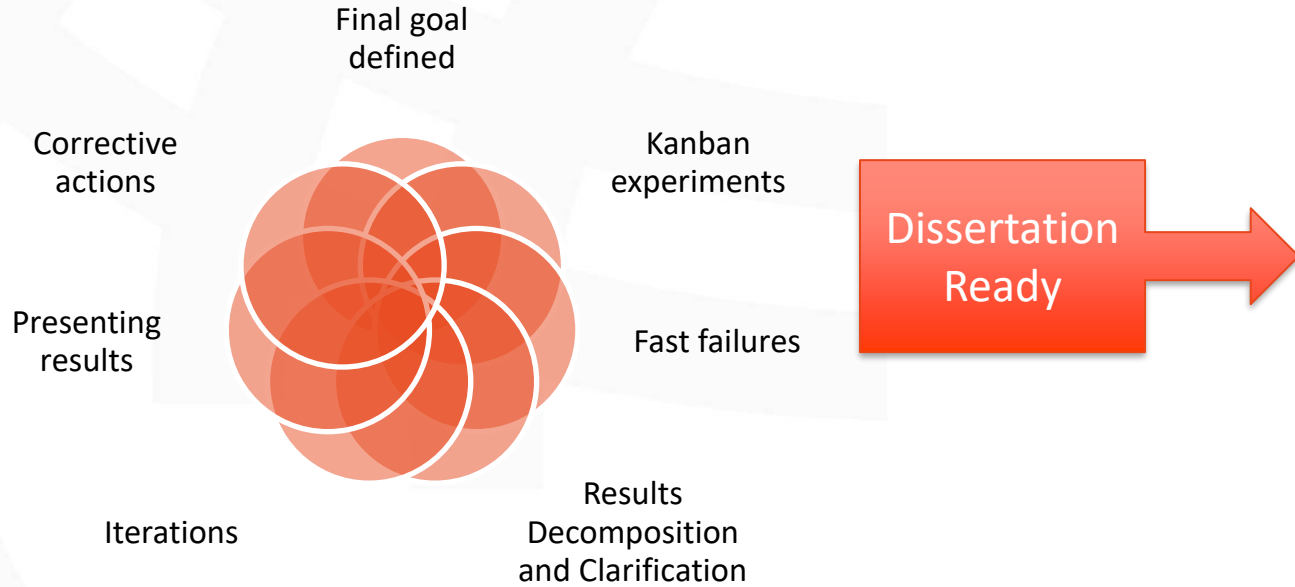 Final goal
defined
Kanban
experiments
Fast failures
Results
Decomposition
and Clarification
Iterations
Presenting
results
Corrective
actions
Dissertation
Ready